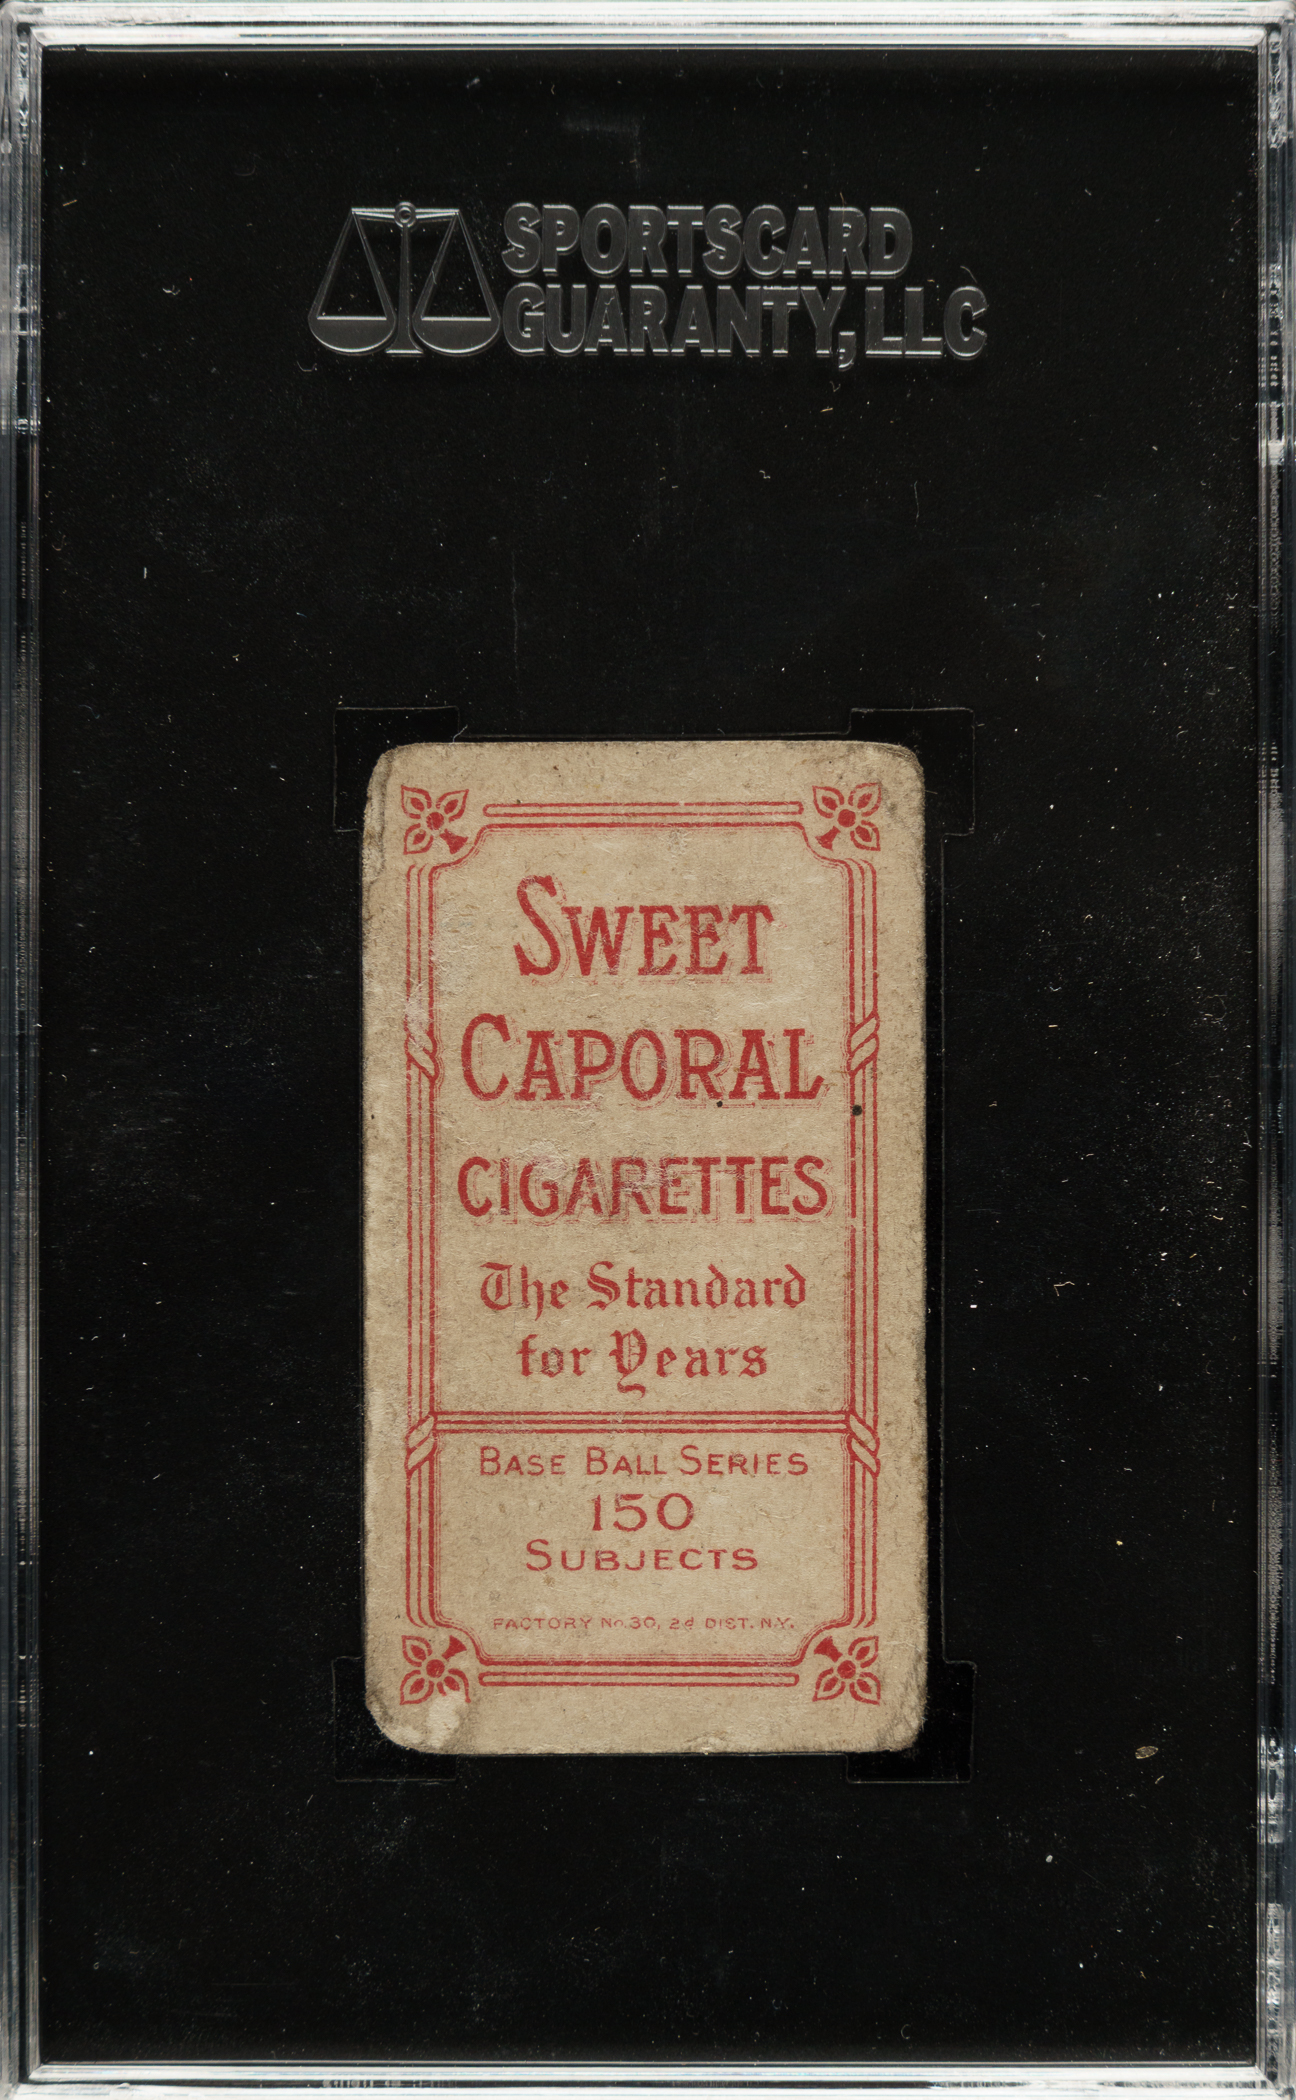 SPORTSCARD
GUARANTY, LLC
SWEET
CAPORAL
CIGARETTES
The Standard
for Years
BASE BALL SERIES
150
SUBJECTS
FACTORY No. 30, 2d DIST. N.Y.